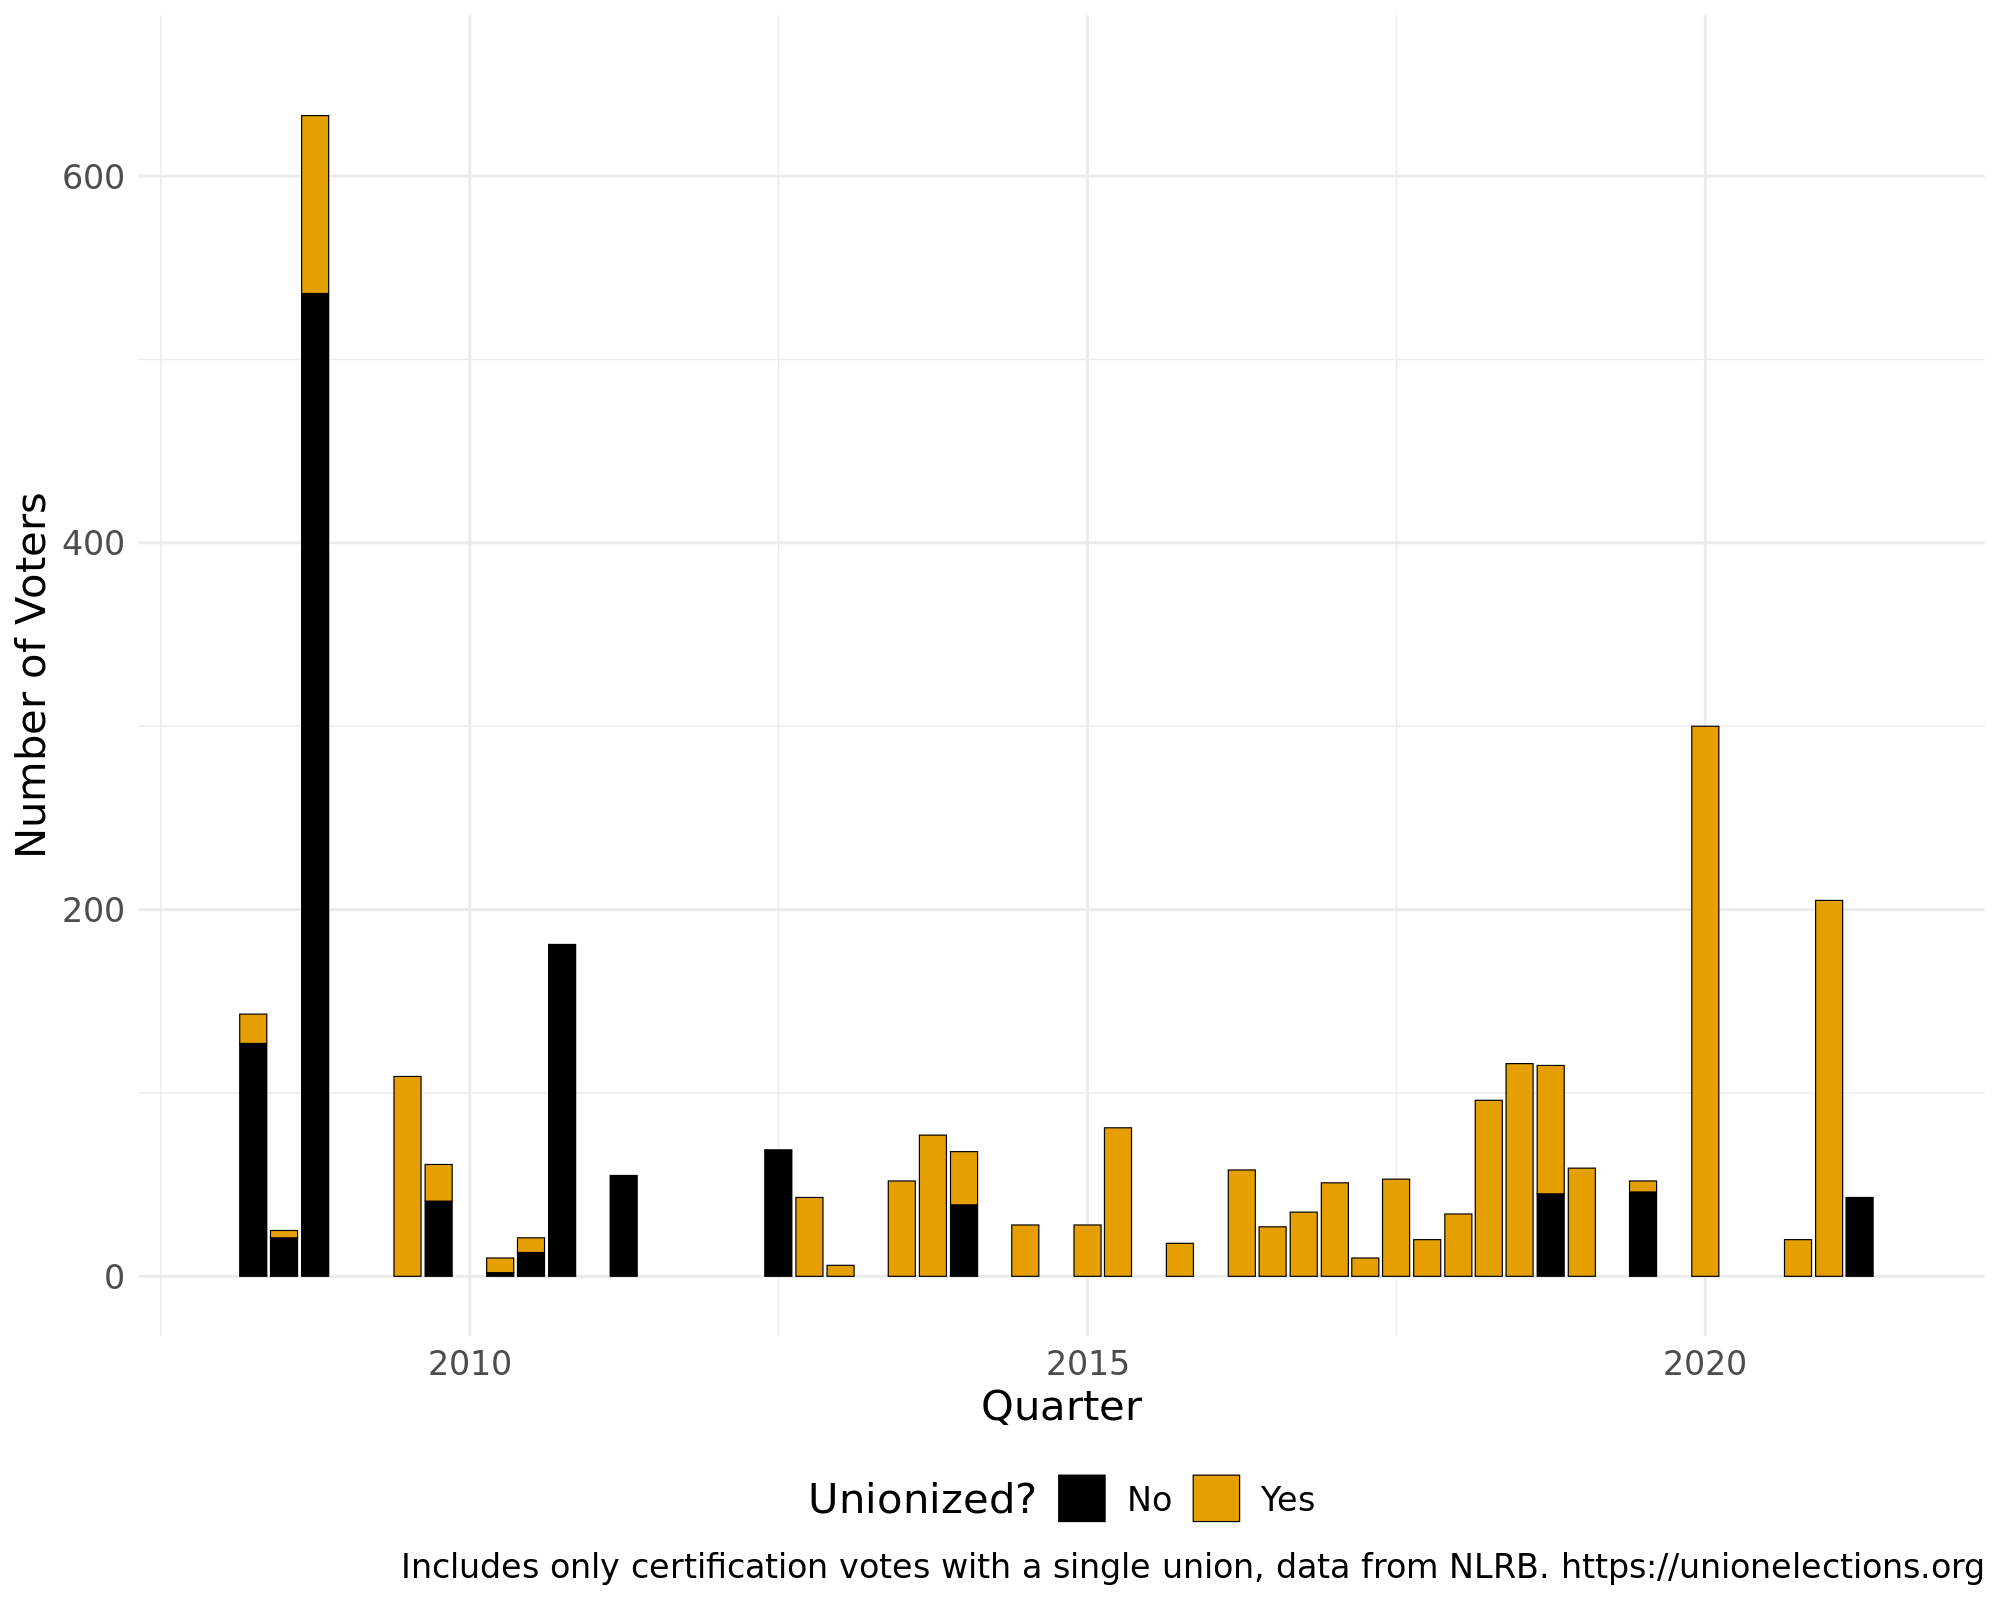 600
400
200
0
Number of Voters
2010 2015 2020
Quarter
Unionized? No Yes
Includes only certification votes with a single union, data from NLRB. https://unionelections.org